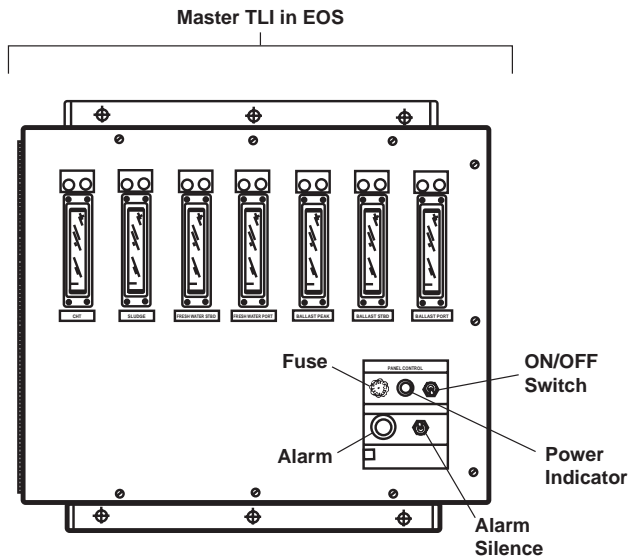 Master TLI in EOS
CHT
SLUDGE
FRESH WATER STBD
FRESH WATER PORT
BALLAST PEAK
BALLAST STBD
BALLAST PORT
PANEL CONTROL
Fuse
ON/OFF
Switch
Alarm
Power
Indicator
Alarm
Silence